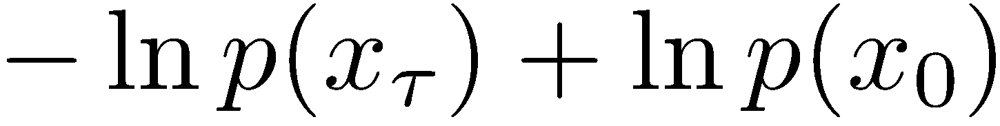 − ln p(x_τ) + ln p(x_0)